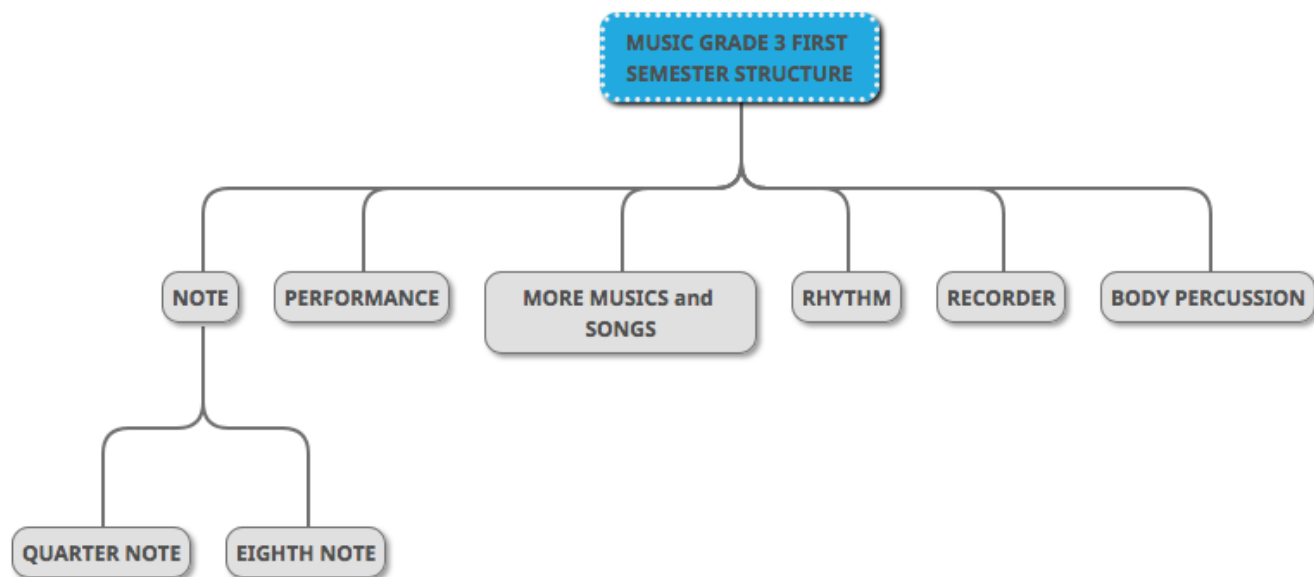 MUSIC GRADE 3 FIRST
SEMESTER STRUCTURE
NOTE
PERFORMANCE
MORE MUSICS and
SONGS
RHYTHM
RECORDER
BODY PERCUSSION
QUARTER NOTE
EIGHTH NOTE